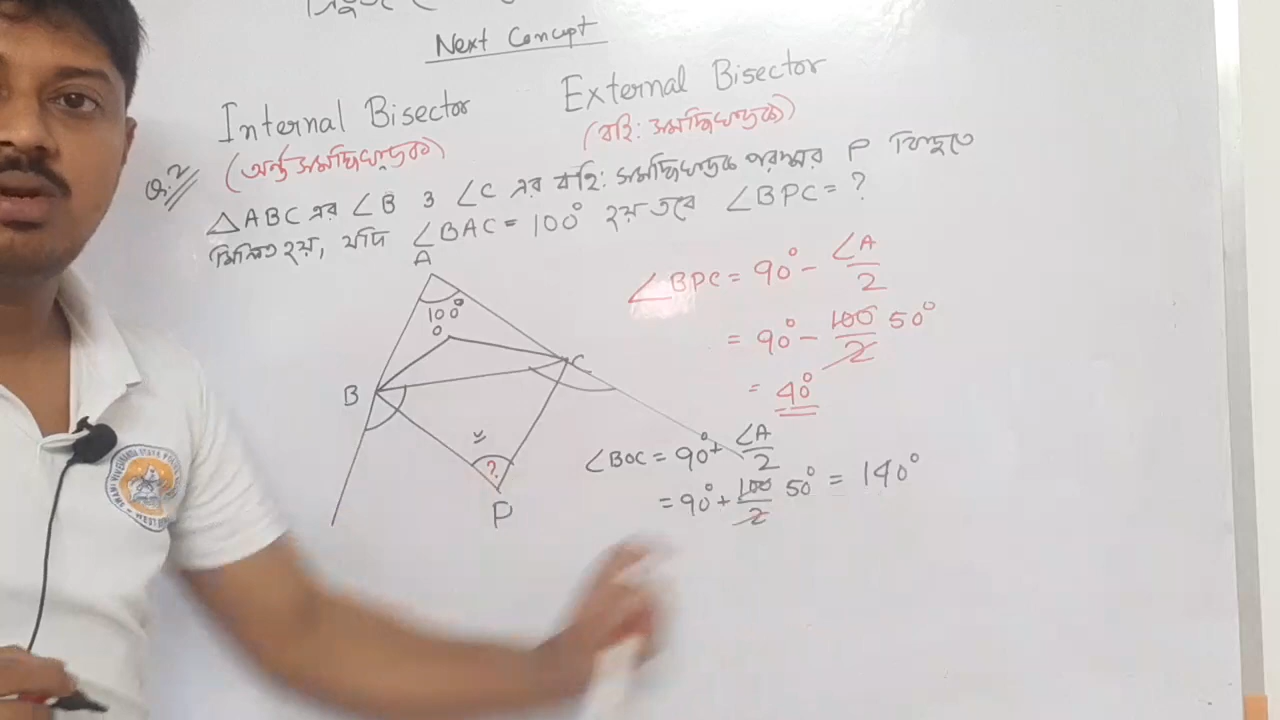 Next Concept
Internal Bisector
(অর্ন্তসমদ্বিখণ্ডক)
External Bisector
(বহি: সমদ্বিখণ্ডক)
Q.2
△ABC এর ∠B ও ∠C এর বহি: সমদ্বিখণ্ডক পরস্পর P বিন্দুতে
মিলিত হয়, যদি ∠BAC = 100° হয় তবে ∠BPC = ?
A
100°
O
B
C
?
P
∠BPC = 90° - ∠A/2
= 90° - 100/2 50°
= 40°
∠BOC = 90° + ∠A/2
= 90° + 100/2 50° = 140°